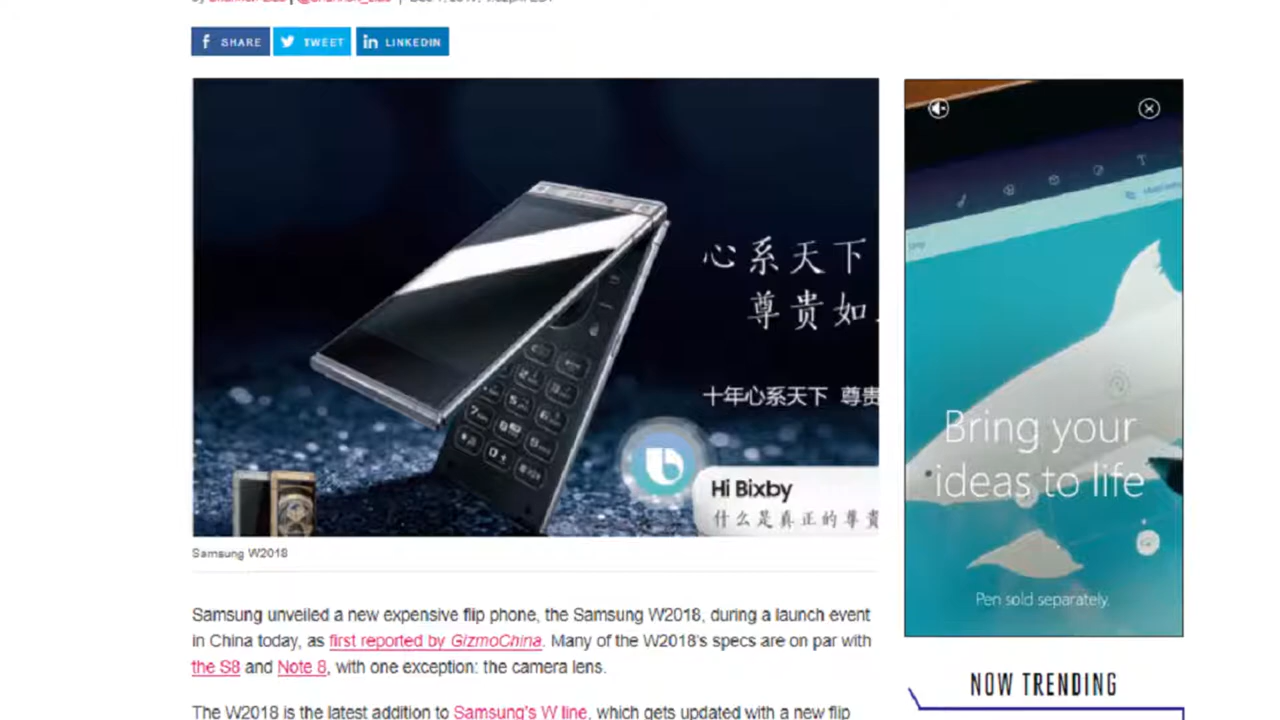 SHARE
TWEET
LINKEDIN
心系天下
尊贵如
十年心系天下 尊贵
Hi Bixby
什么是真正的尊贵
Samsung W2018
Samsung unveiled a new expensive flip phone, the Samsung W2018, during a launch event
in China today, as first reported by GizmoChina. Many of the W2018's specs are on par with
the S8 and Note 8, with one exception: the camera lens.
The W2018 is the latest addition to Samsung's W line, which gets updated with a new flip
Bring your
ideas to life
Pen sold separately.
NOW TRENDING